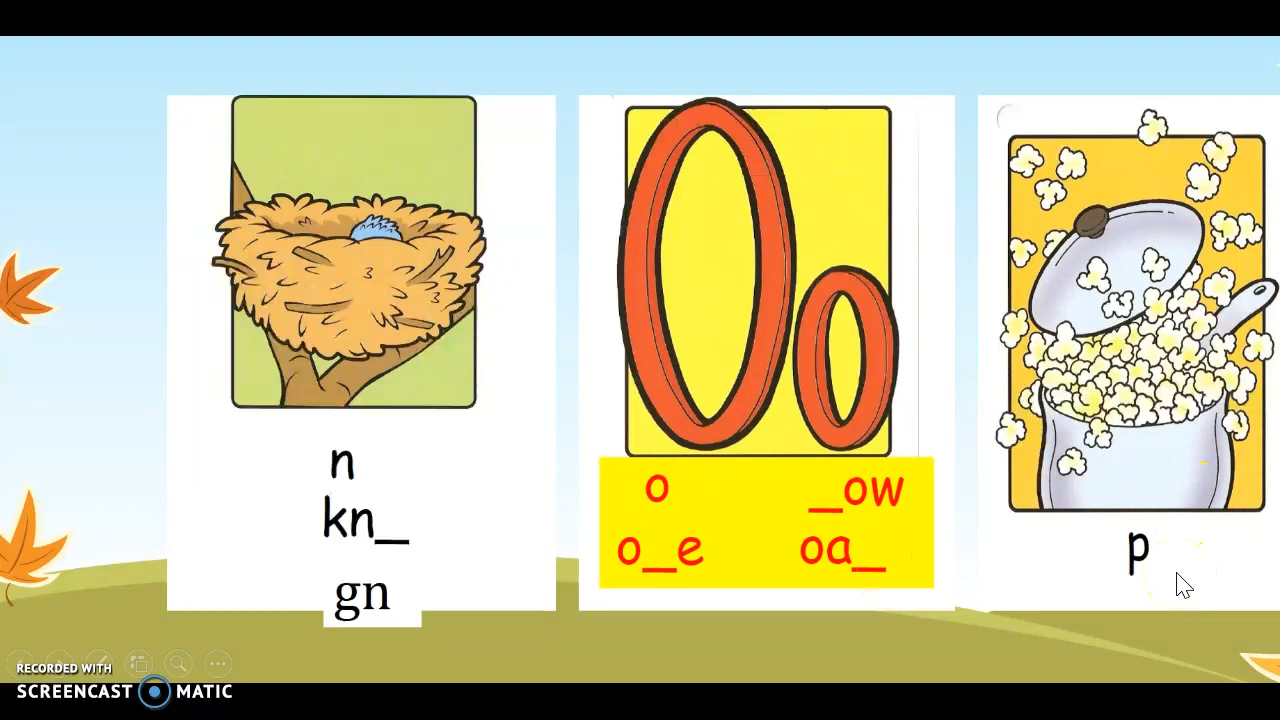 n
kn_
gn
Oo
o _ow
o_e oa_
p
RECORDED WITH
SCREENCAST MATIC